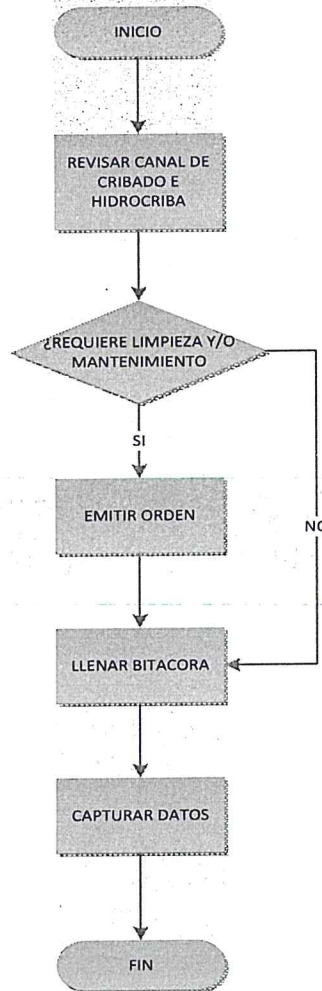 INICIO
REVISAR CANAL DE
CRIBADO E
HIDROCRIBA
¿REQUIERE LIMPIEZA Y/O
MANTENIMIENTO
SI
EMITIR ORDEN
NO
LLENAR BITACORA
CAPTURAR DATOS
FIN